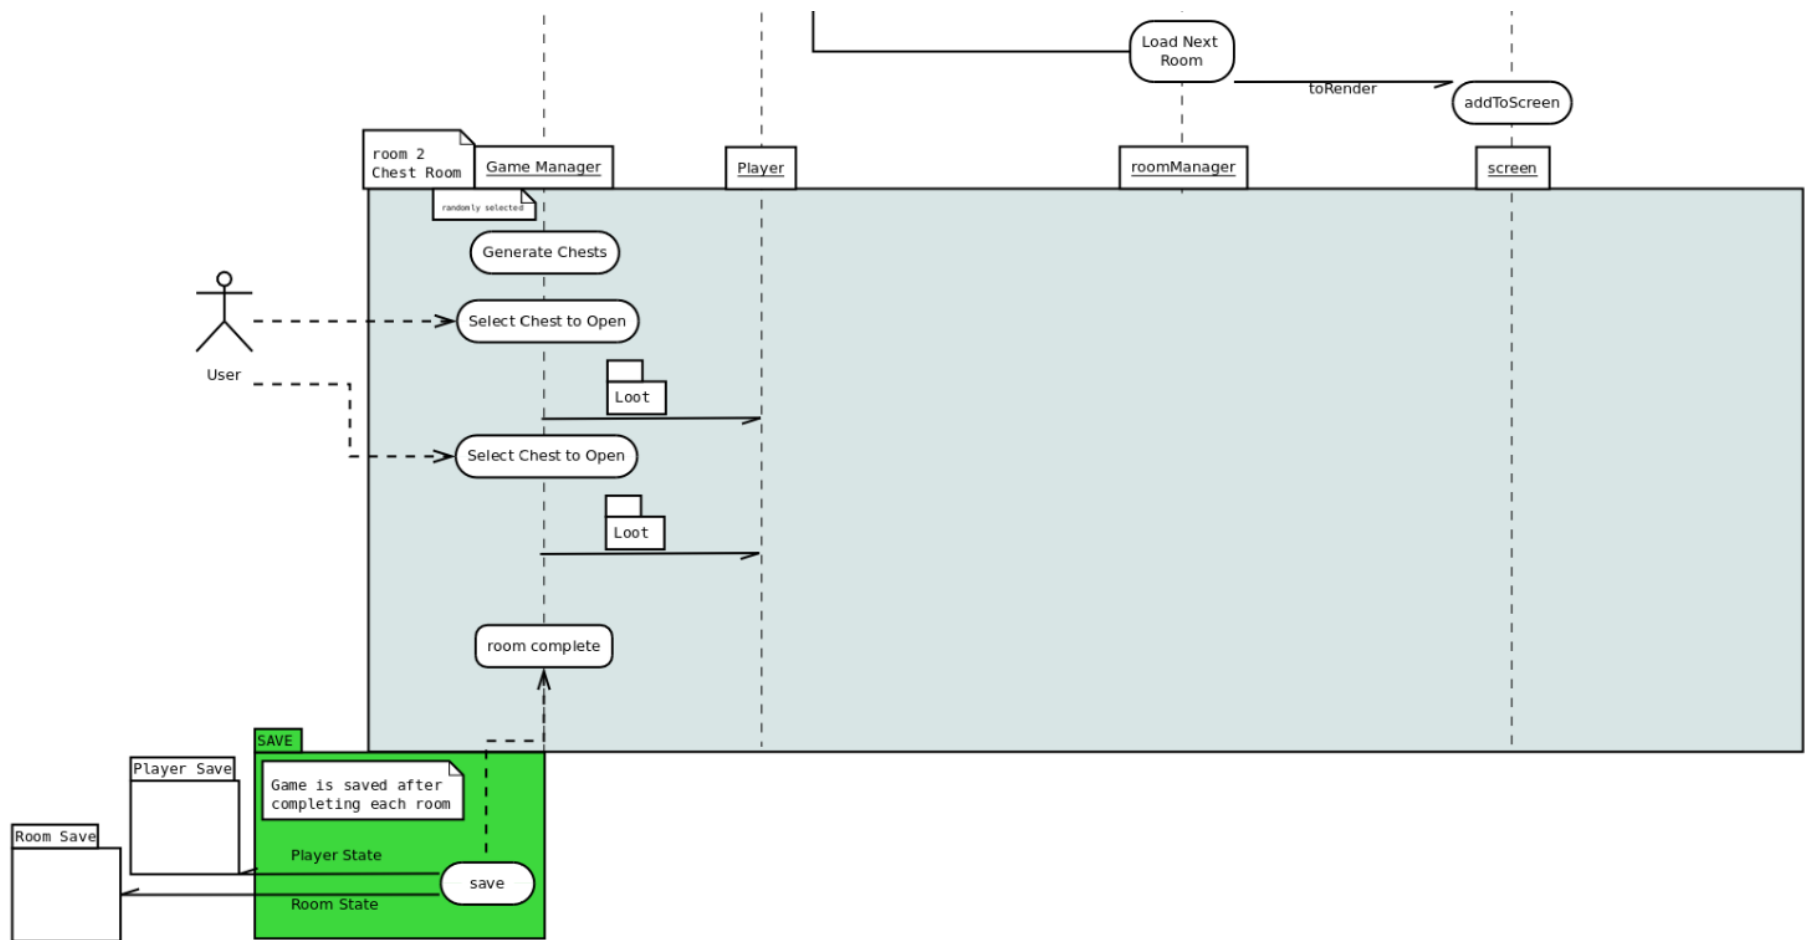 Load Next
Room
toRender
addToScreen
room 2
Chest Room
Game Manager
Player
roomManager
screen
randomly selected
Generate Chests
Select Chest to Open
User
Loot
Select Chest to Open
Loot
room complete
SAVE
Player Save
Game is saved after
completing each room
Room Save
Player State
save
Room State